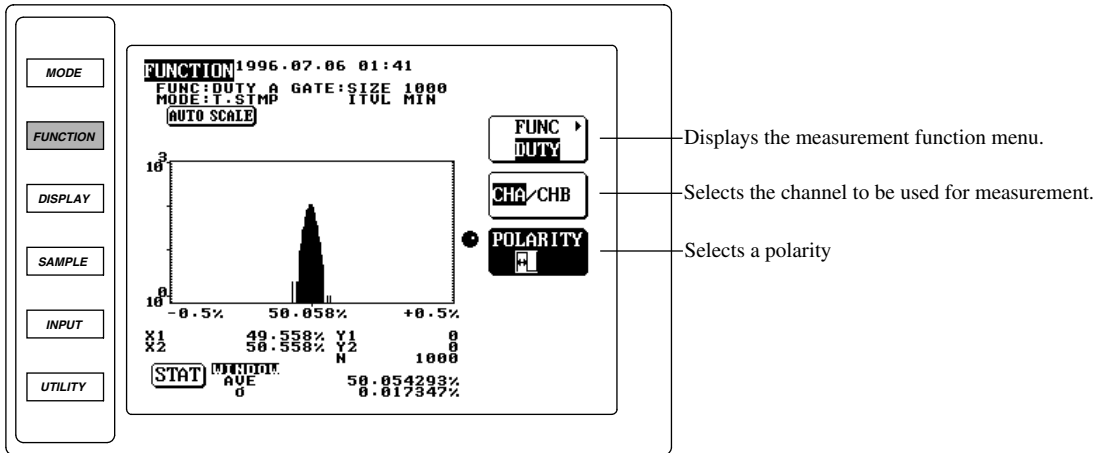 MODE
FUNCTION
DISPLAY
SAMPLE
INPUT
UTILITY
FUNCTION 1996.07.06 01:41
FUNC:DUTY A GATE:SIZE 1000
MODE:T.STMP ITVL MIN
AUTO SCALE
10³
10⁰
-0.5% 50.058% +0.5%
X1 49.558% Y1 0
X2 50.558% Y2 0
N 1000
STAT WINDOW
AVE 50.054293%
σ 0.017347%
FUNC
DUTY
CHA/CHB
POLARITY
Displays the measurement function menu.
Selects the channel to be used for measurement.
Selects a polarity